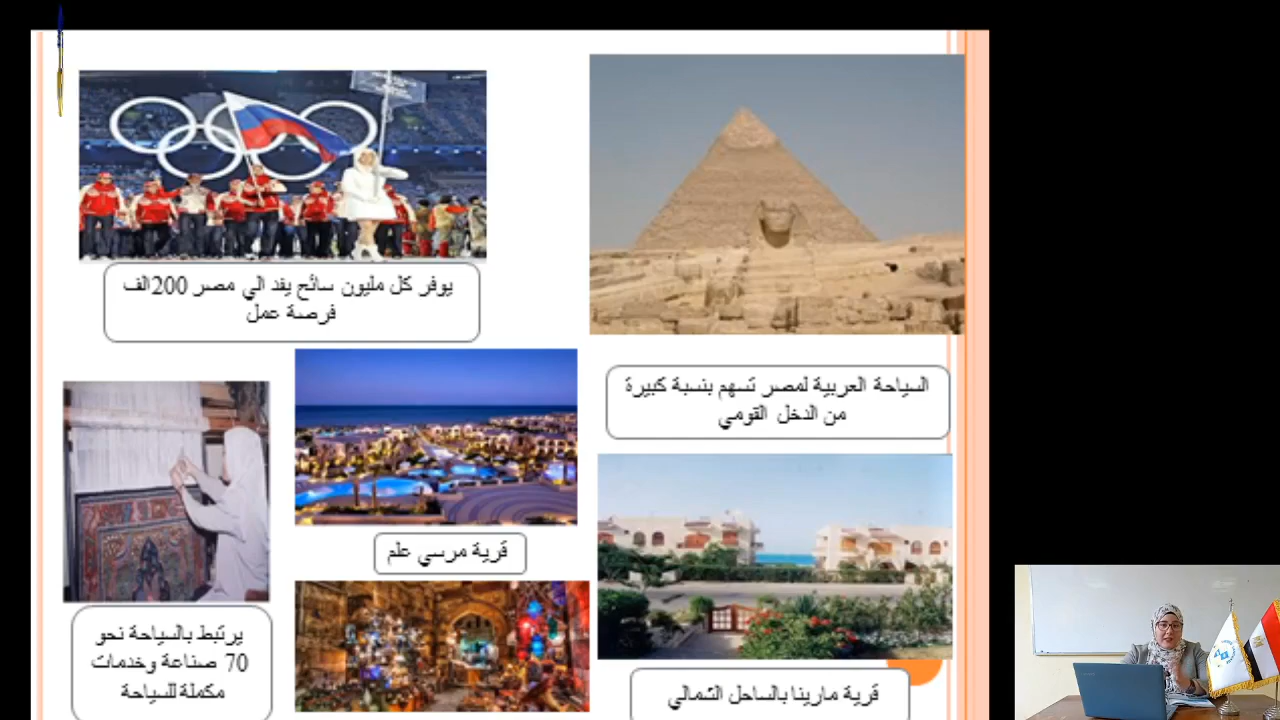 يوفر كل مليون سائح يفد الي مصر 200الف
فرصة عمل
السياحة العربية لمصر تسهم بنسبة كبيرة
من الدخل القومي
قرية مرسي علم
يرتبط بالسياحة نحو
70 صناعة وخدمات
مكملة للسياحة
قرية مارينا بالساحل الشمالي